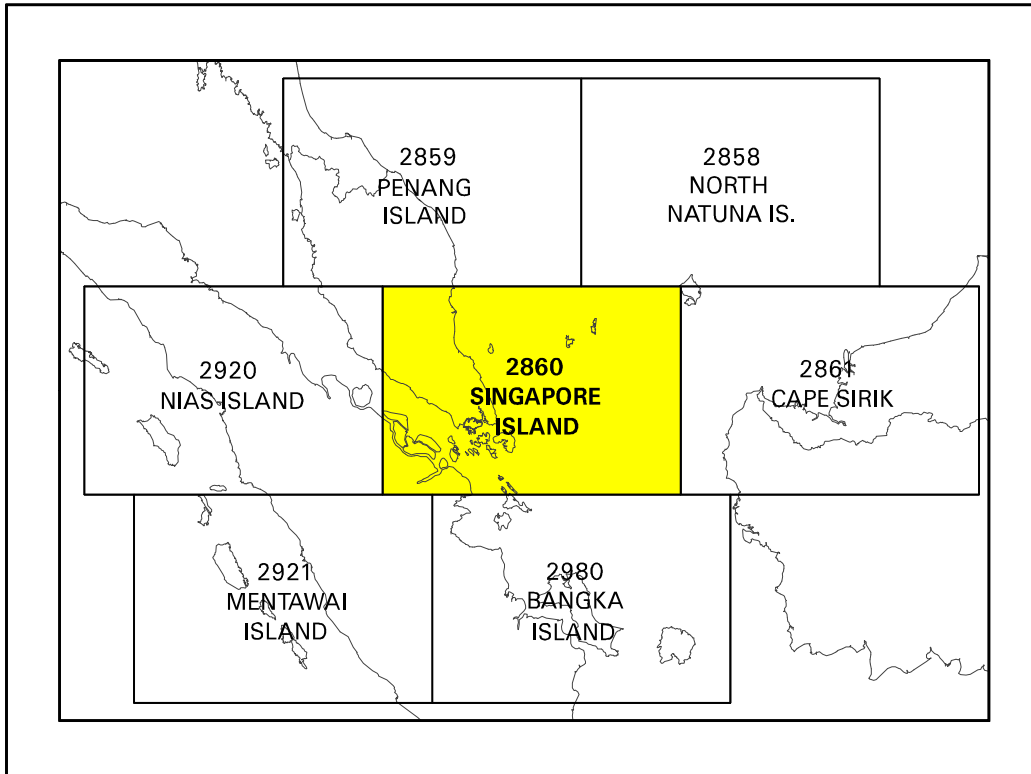 2859
PENANG
ISLAND
2858
NORTH
NATUNA IS.
2920
NIAS ISLAND
2860
SINGAPORE
ISLAND
2861
CAPE SIRIK
2921
MENTAWAI
ISLAND
2980
BANGKA
ISLAND